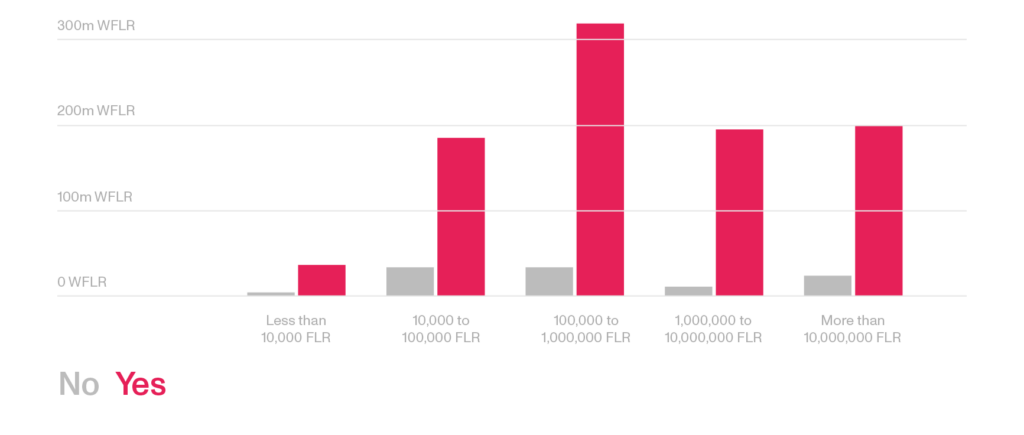 300m WFLR
200m WFLR
100m WFLR
0 WFLR
Less than
10,000 FLR
10,000 to
100,000 FLR
100,000 to
1,000,000 FLR
1,000,000 to
10,000,000 FLR
More than
10,000,000 FLR
No Yes